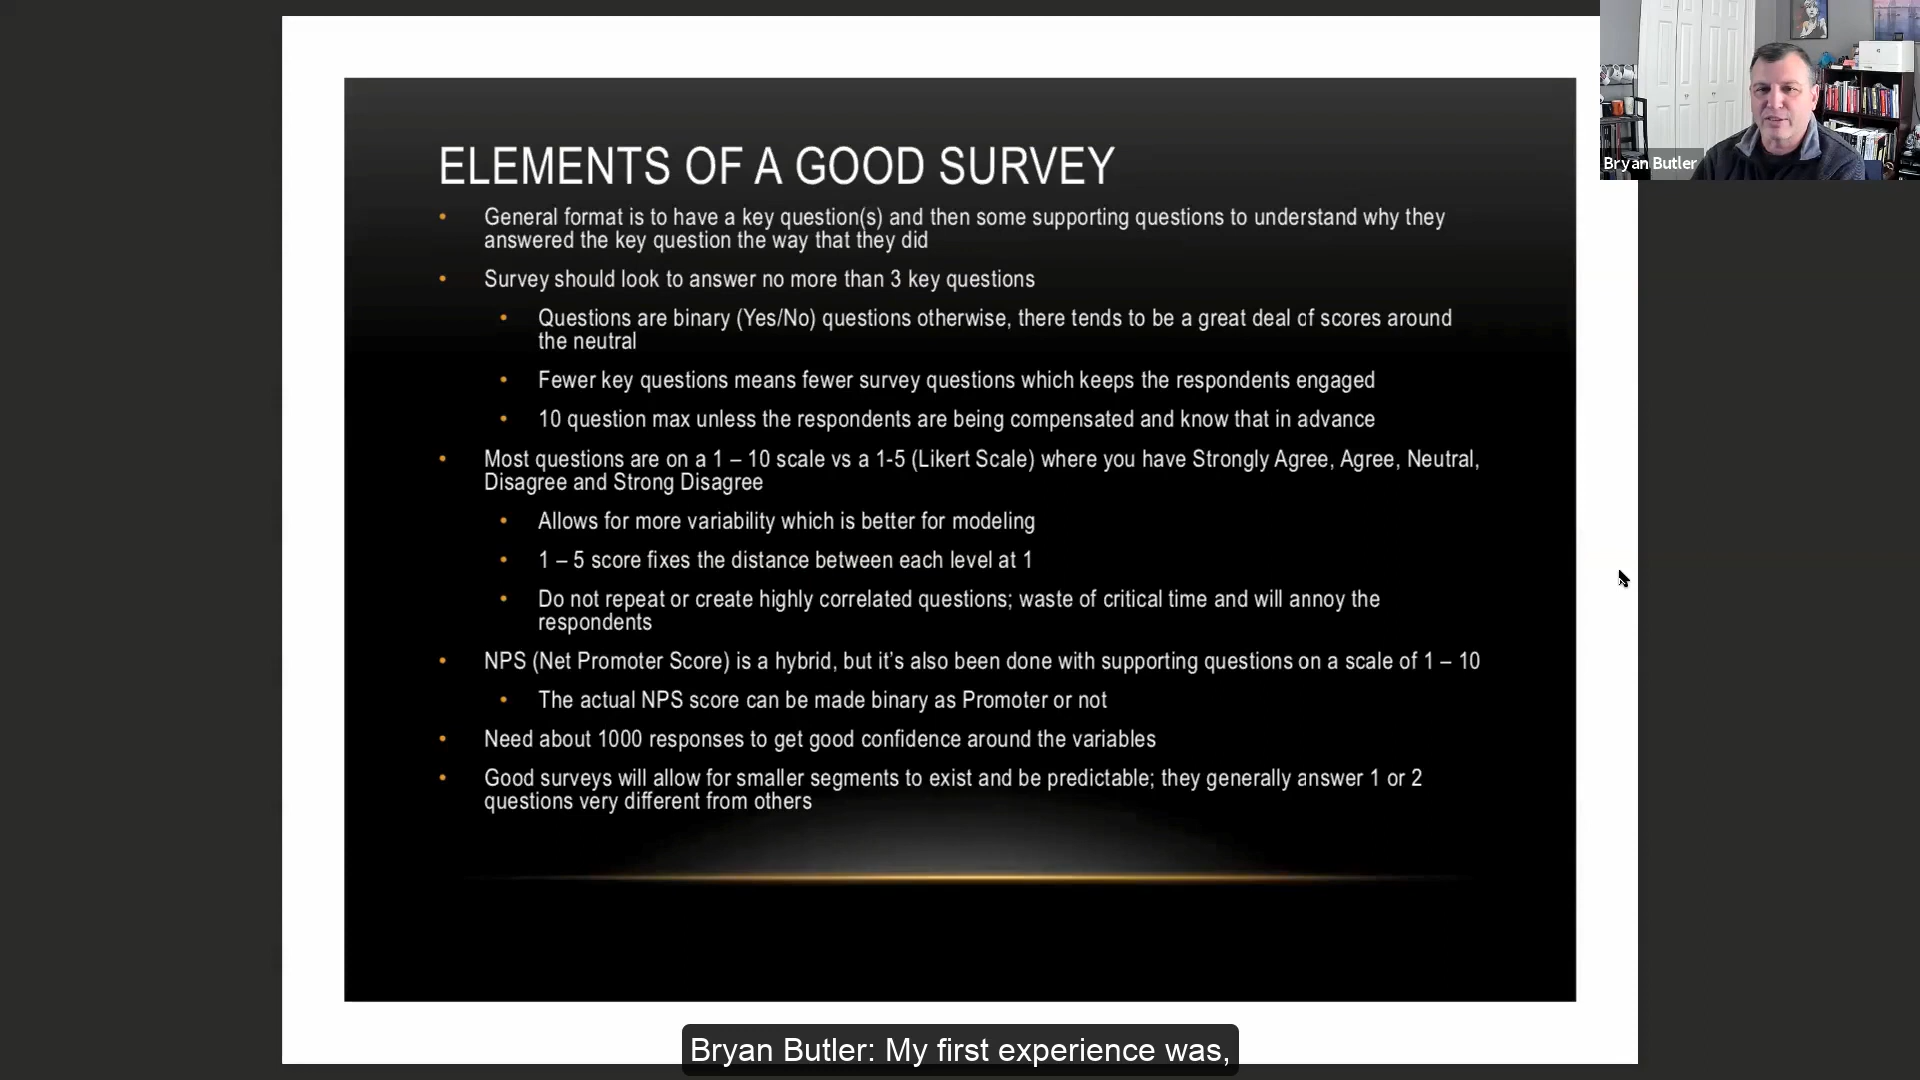 ELEMENTS OF A GOOD SURVEY
• General format is to have a key question(s) and then some supporting questions to understand why they
answered the key question the way that they did
• Survey should look to answer no more than 3 key questions
• Questions are binary (Yes/No) questions otherwise, there tends to be a great deal of scores around
the neutral
• Fewer key questions means fewer survey questions which keeps the respondents engaged
• 10 question max unless the respondents are being compensated and know that in advance
• Most questions are on a 1 – 10 scale vs a 1-5 (Likert Scale) where you have Strongly Agree, Agree, Neutral,
Disagree and Strong Disagree
• Allows for more variability which is better for modeling
• 1 – 5 score fixes the distance between each level at 1
• Do not repeat or create highly correlated questions; waste of critical time and will annoy the
respondents
• NPS (Net Promoter Score) is a hybrid, but it’s also been done with supporting questions on a scale of 1 – 10
• The actual NPS score can be made binary as Promoter or not
• Need about 1000 responses to get good confidence around the variables
• Good surveys will allow for smaller segments to exist and be predictable; they generally answer 1 or 2
questions very different from others
Bryan Butler
Bryan Butler: My first experience was,